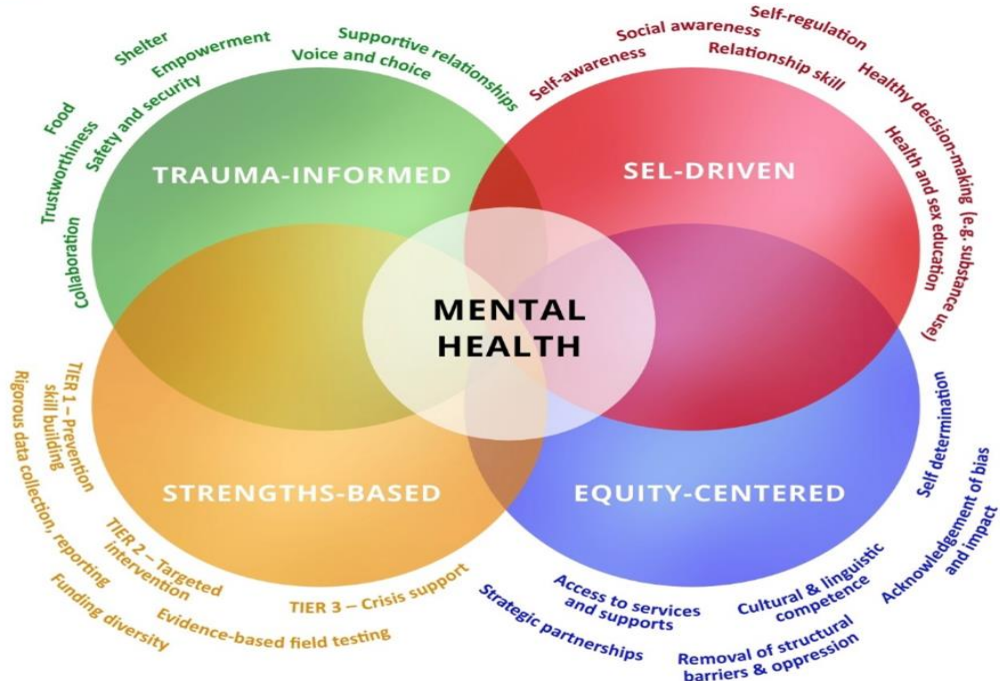 Shelter
Empowerment
Supportive relationships
Voice and choice
Food
Trustworthiness
Safety and security
Collaboration
TRAUMA-INFORMED
Self-regulation
Social awareness
Self-awareness
Relationship skill
Healthy decision-making (e.g. substance use)
Health and sex education
SEL-DRIVEN
MENTAL
HEALTH
TIER 1 – Prevention
skill building
Rigorous data collection, reporting
TIER 2 – Targeted
intervention
Funding diversity
TIER 3 – Crisis support
Evidence-based field testing
STRENGTHS-BASED
EQUITY-CENTERED
Self determination
Acknowledgement of bias
and impact
Cultural & linguistic
competence
Access to services
and supports
Strategic partnerships
Removal of structural
barriers & oppression